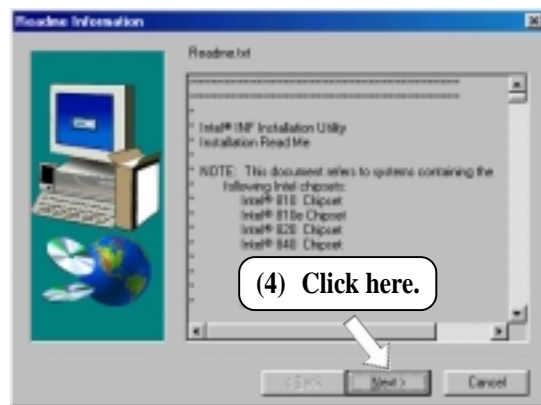 Readme Information
Readme.txt
* Intel® INF Installation Utility
* Installation Read Me
* NOTE: This document refers to systems containing the
* following Intel chipsets:
* Intel® 810 Chipset
* Intel® 810e Chipset
* Intel® 820 Chipset
* Intel® 840 Chipset
(4) Click here.
< Back
Next >
Cancel